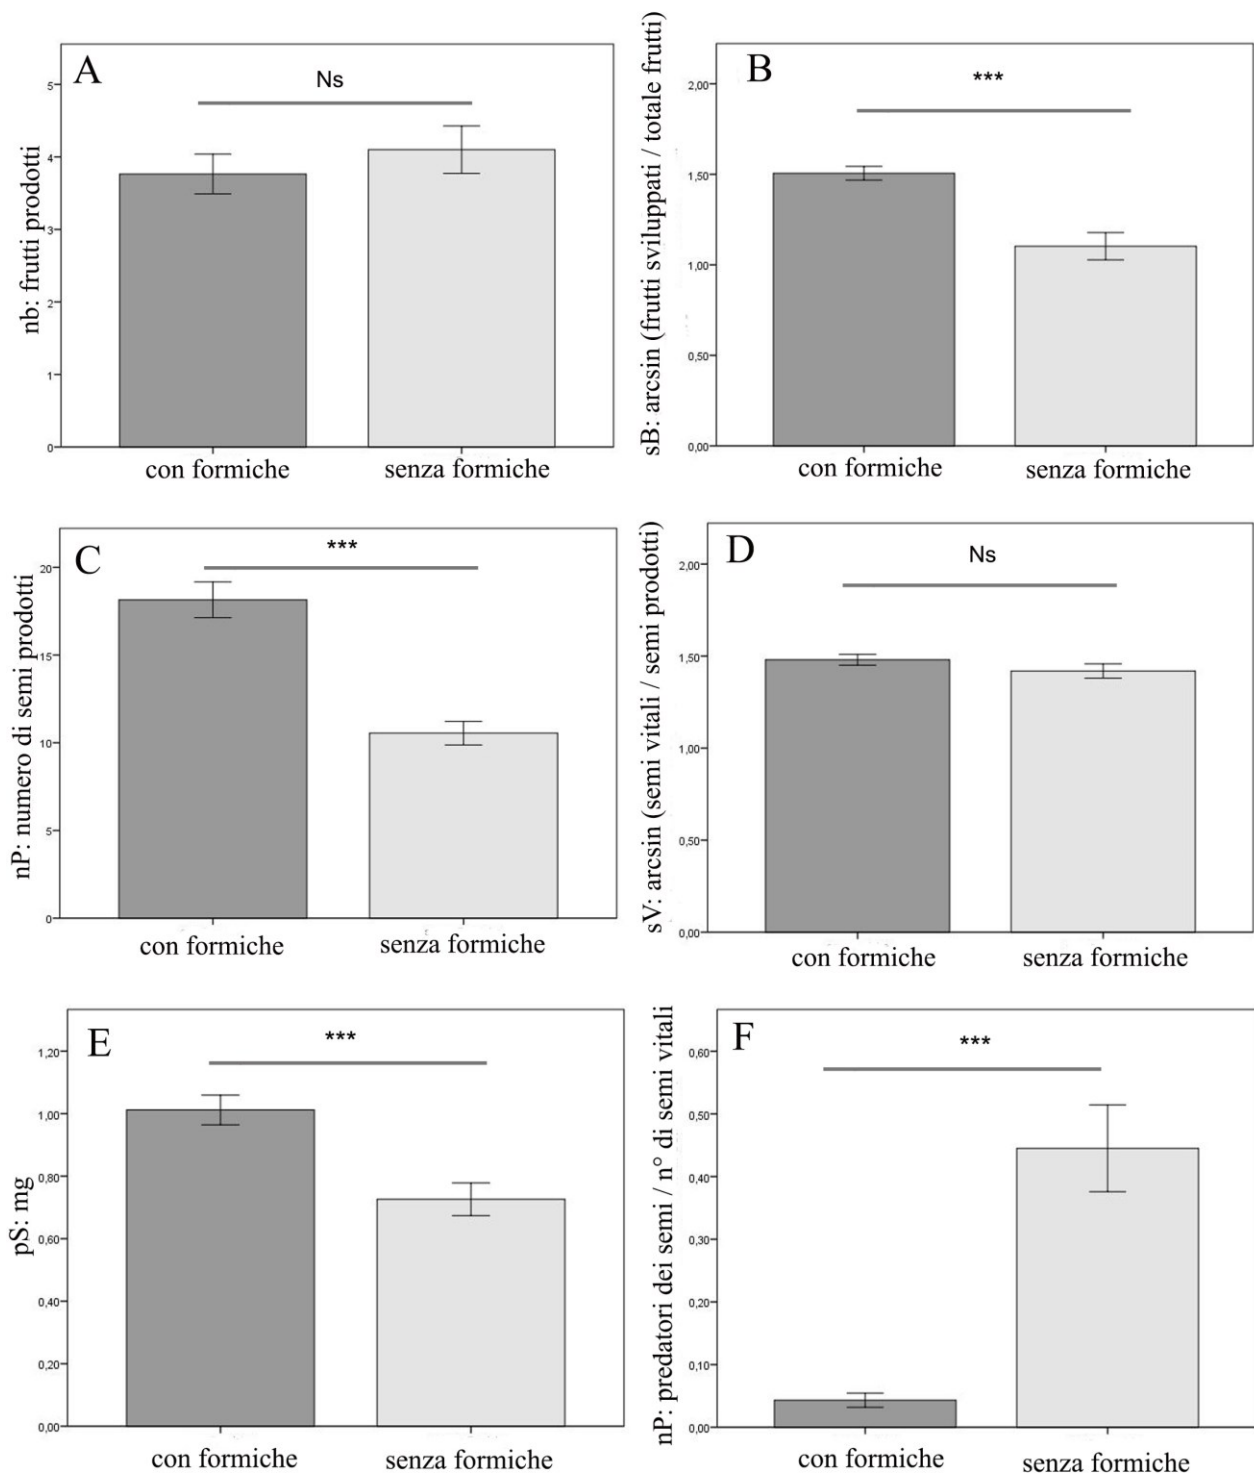 A
Ns
nb: frutti prodotti
5
4
3
2
1
0
con formiche
senza formiche
B
***
sB: arcsin (frutti sviluppati / totale frutti)
2,00
1,50
1,00
0,50
0,00
con formiche
senza formiche
C
***
nP: numero di semi prodotti
20
15
10
5
0
con formiche
senza formiche
D
Ns
sV: arcsin (semi vitali / semi prodotti)
2,00
1,50
1,00
0,50
0,00
con formiche
senza formiche
E
***
pS: mg
1,20
1,00
0,80
0,60
0,40
0,20
0,00
con formiche
senza formiche
F
***
nP: predatori dei semi / n° di semi vitali
0,60
0,50
0,40
0,30
0,20
0,10
0,00
con formiche
senza formiche